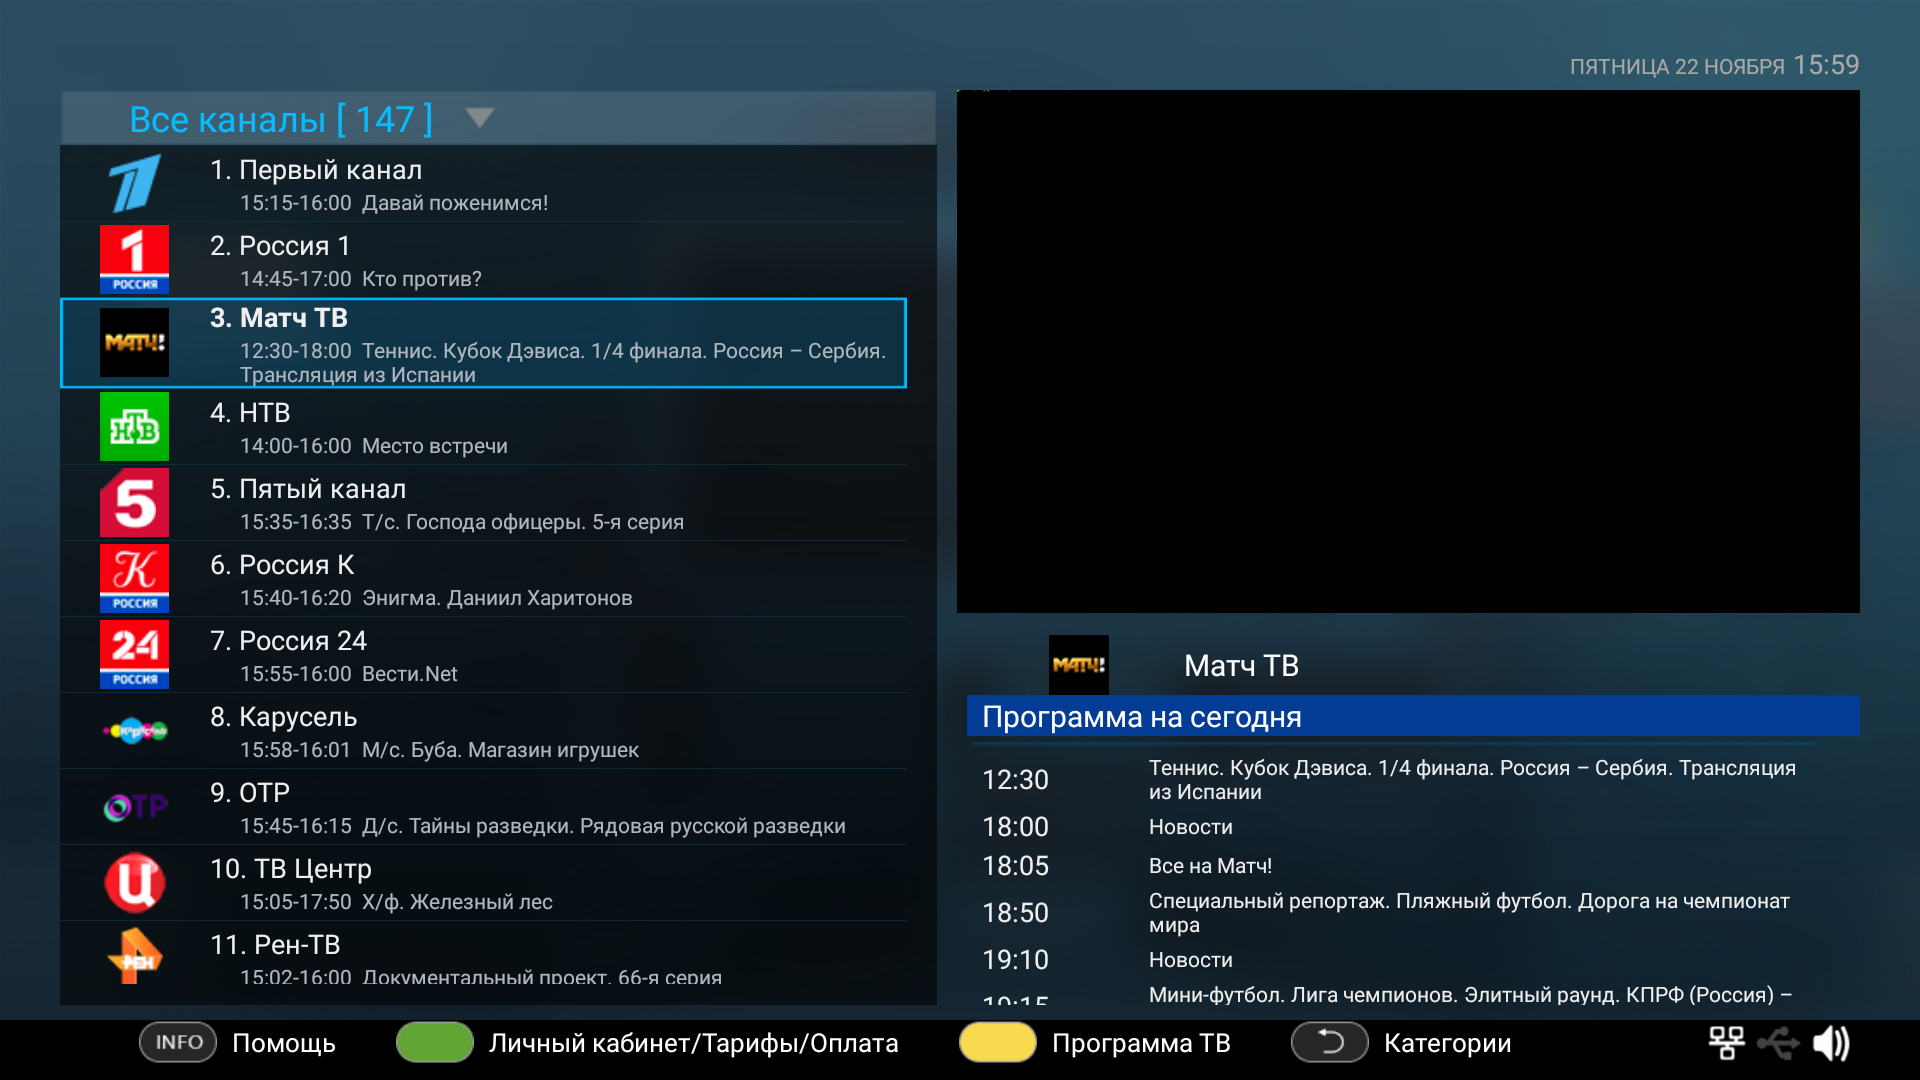 ПЯТНИЦА 22 НОЯБРЯ 15:59
Все каналы [ 147 ]
1. Первый канал
15:15-16:00 Давай поженимся!
1
РОССИЯ
2. Россия 1
14:45-17:00 Кто против?
МАТЧ!
3. Матч ТВ
12:30-18:00 Теннис. Кубок Дэвиса. 1/4 финала. Россия – Сербия.
Трансляция из Испании
НТВ
4. НТВ
14:00-16:00 Место встречи
5
5. Пятый канал
15:35-16:35 Т/с. Господа офицеры. 5-я серия
К
РОССИЯ
6. Россия К
15:40-16:20 Энигма. Даниил Харитонов
24
РОССИЯ
7. Россия 24
15:55-16:00 Вести.Net
8. Карусель
15:58-16:01 М/с. Буба. Магазин игрушек
ОТР
9. ОТР
15:45-16:15 Д/с. Тайны разведки. Рядовая русской разведки
Ц
10. ТВ Центр
15:05-17:50 Х/ф. Железный лес
РЕН
11. Рен-ТВ
15:02-16:00 Документальный проект. 66-я серия
МАТЧ!
Матч ТВ
Программа на сегодня
12:30 Теннис. Кубок Дэвиса. 1/4 финала. Россия – Сербия. Трансляция
из Испании
18:00 Новости
18:05 Все на Матч!
18:50 Специальный репортаж. Пляжный футбол. Дорога на чемпионат
мира
19:10 Новости
19:15 Мини-футбол. Лига чемпионов. Элитный раунд. КПРФ (Россия) –
INFO Помощь
Личный кабинет/Тарифы/Оплата
Программа ТВ
Категории